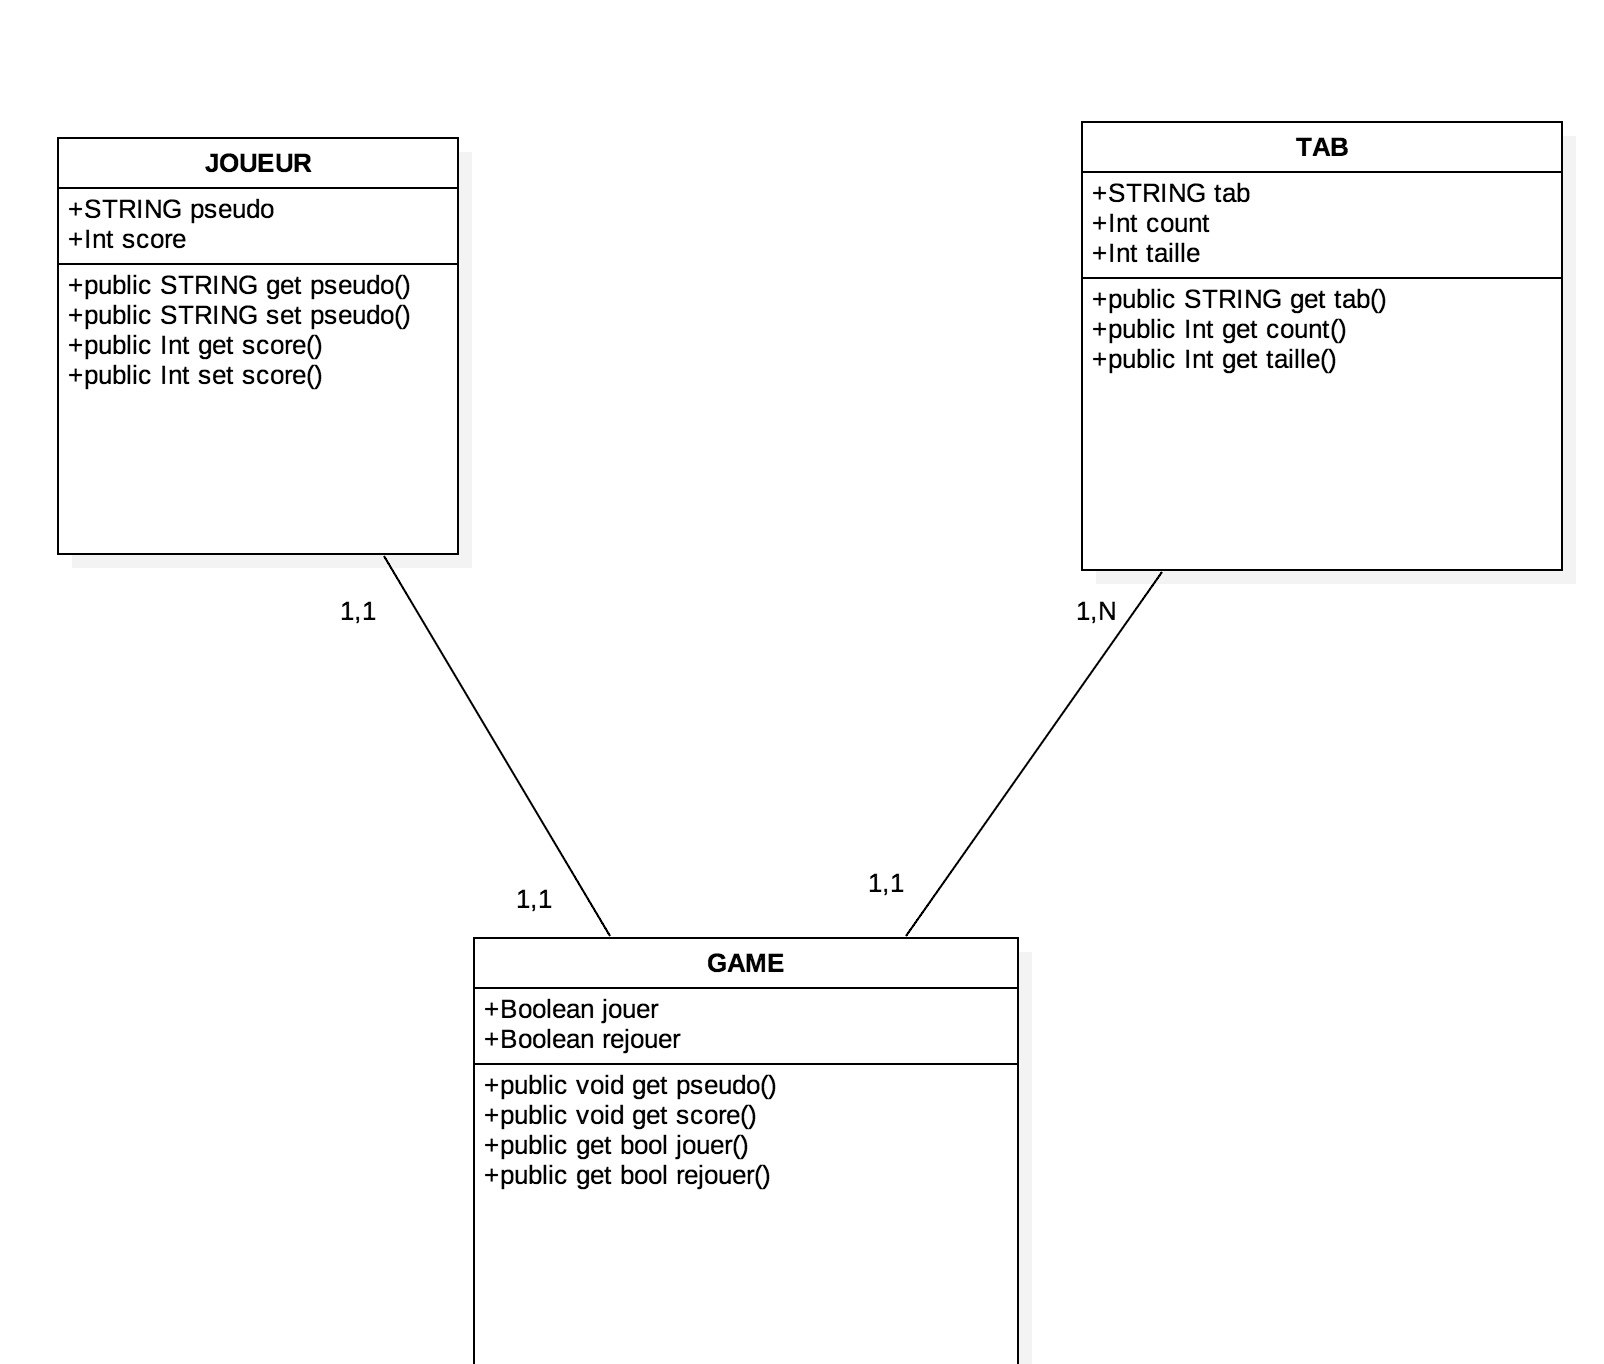 JOUEUR
+STRING pseudo
+Int score
+public STRING get pseudo()
+public STRING set pseudo()
+public Int get score()
+public Int set score()
TAB
+STRING tab
+Int count
+Int taille
+public STRING get tab()
+public Int get count()
+public Int get taille()
1,1
1,N
1,1
1,1
GAME
+Boolean jouer
+Boolean rejouer
+public void get pseudo()
+public void get score()
+public get bool jouer()
+public get bool rejouer()